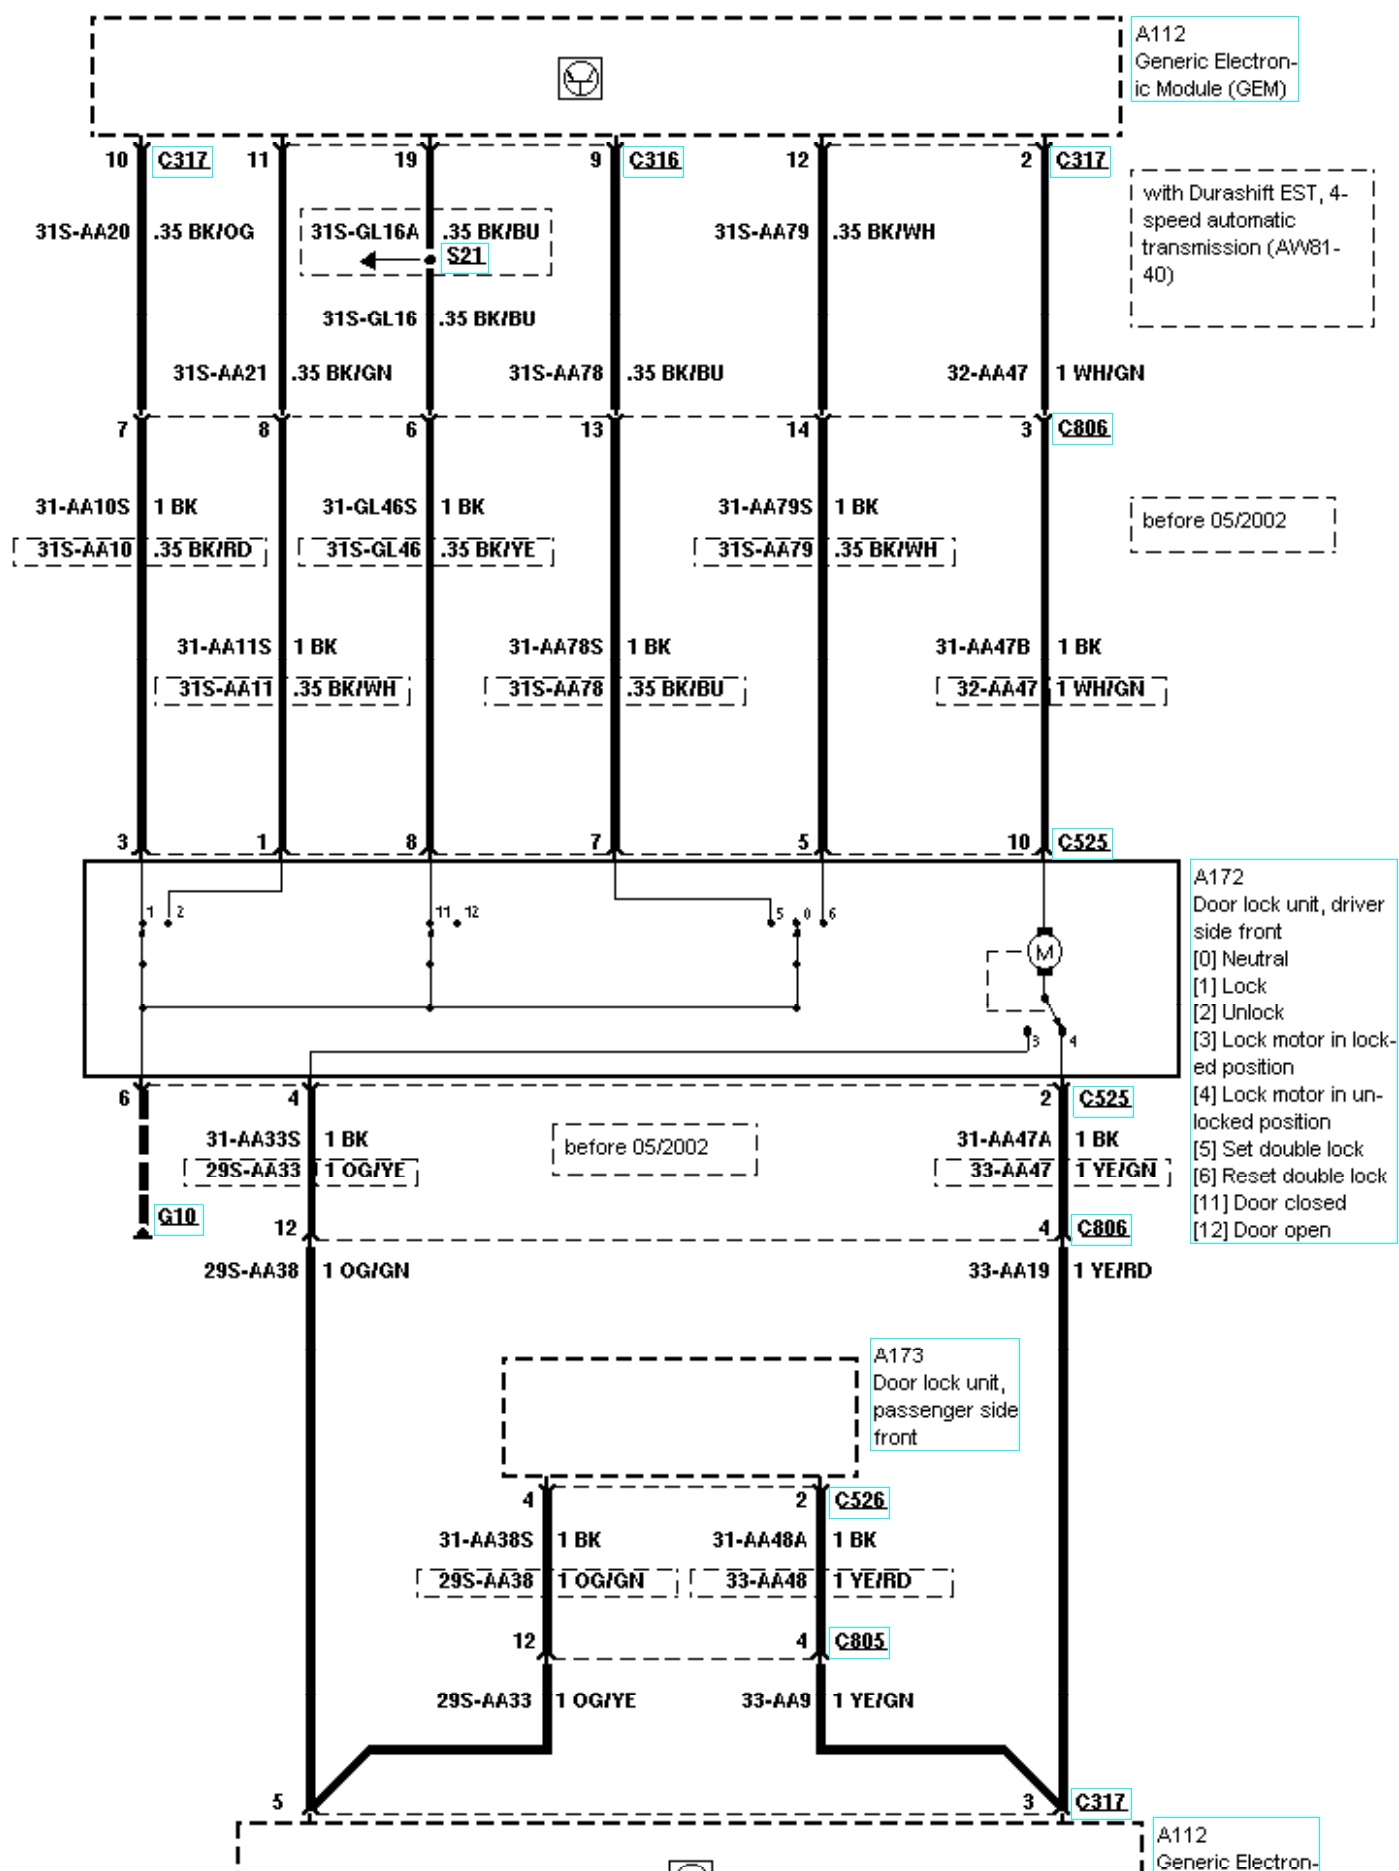 A112
Generic Electron-
ic Module (GEM)
10 C317 11 19 9 C316 12 2 C317
with Durashift EST, 4-
speed automatic
transmission (AW81-
40)
31S-AA20 .35 BK/OG 31S-GL16A .35 BK/BU 31S-AA79 .35 BK/WH
S21
31S-GL16 .35 BK/BU
31S-AA21 .35 BK/GN 31S-AA78 .35 BK/BU 32-AA47 1 WH/GN
7 8 6 13 14 3 C806
31-AA10S 1 BK 31-GL46S 1 BK 31-AA79S 1 BK
before 05/2002
31S-AA10 .35 BK/RD 31S-GL46 .35 BK/YE 31S-AA79 .35 BK/WH
31-AA11S 1 BK 31-AA78S 1 BK 31-AA47B 1 BK
31S-AA11 .35 BK/WH 31S-AA78 .35 BK/BU 32-AA47 1 WH/GN
3 1 8 7 5 10 C525
A172
Door lock unit, driver
side front
[0] Neutral
[1] Lock
[2] Unlock
[3] Lock motor in lock-
ed position
[4] Lock motor in un-
locked position
[5] Set double lock
[6] Reset double lock
[11] Door closed
[12] Door open
1 2 11 12 5 0 6
M
3 4
6 4 2 C525
31-AA33S 1 BK before 05/2002 31-AA47A 1 BK
29S-AA33 1 OG/YE 33-AA47 1 YE/GN
G10
12 4 C806
29S-AA38 1 OG/GN 33-AA19 1 YE/RD
A173
Door lock unit,
passenger side
front
4 2 C526
31-AA38S 1 BK 31-AA48A 1 BK
29S-AA38 1 OG/GN 33-AA48 1 YE/RD
12 4 C805
29S-AA33 1 OG/YE 33-AA9 1 YE/GN
5 3 C317
A112
Generic Electron-